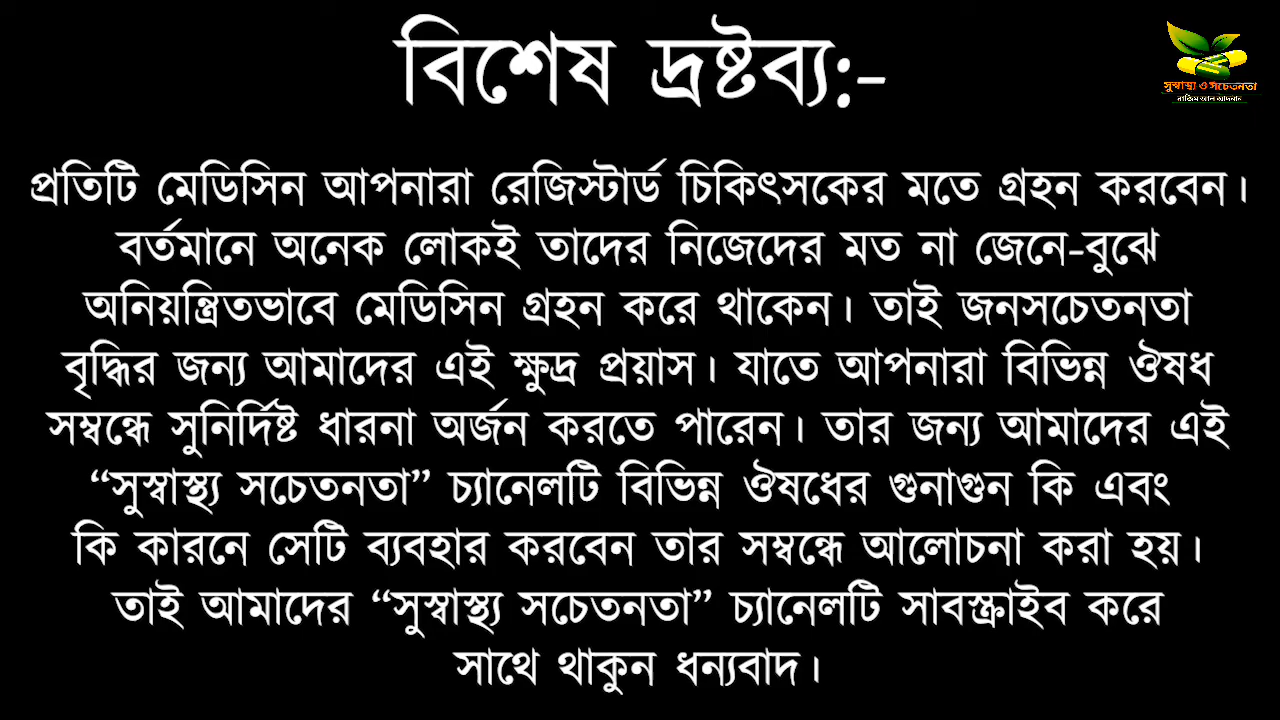 বিশেষ দ্রষ্টব্য:-
সুস্বাস্থ্য ও সচেতনতা
প্রতিটি মেডিসিন আপনারা রেজিস্টার্ড চিকিৎসকের মতে গ্রহন করবেন।
বর্তমানে অনেক লোকই তাদের নিজেদের মত না জেনে-বুঝে
অনিয়ন্ত্রিতভাবে মেডিসিন গ্রহন করে থাকেন। তাই জনসচেতনতা
বৃদ্ধির জন্য আমাদের এই ক্ষুদ্র প্রয়াস। যাতে আপনারা বিভিন্ন ঔষধ
সম্বন্ধে সুনির্দিষ্ট ধারনা অর্জন করতে পারেন। তার জন্য আমাদের এই
“সুস্বাস্থ্য সচেতনতা” চ্যানেলটি বিভিন্ন ঔষধের গুনাগুন কি এবং
কি কারনে সেটি ব্যবহার করবেন তার সম্বন্ধে আলোচনা করা হয়।
তাই আমাদের “সুস্বাস্থ্য সচেতনতা” চ্যানেলটি সাবস্ক্রাইব করে
সাথে থাকুন ধন্যবাদ।